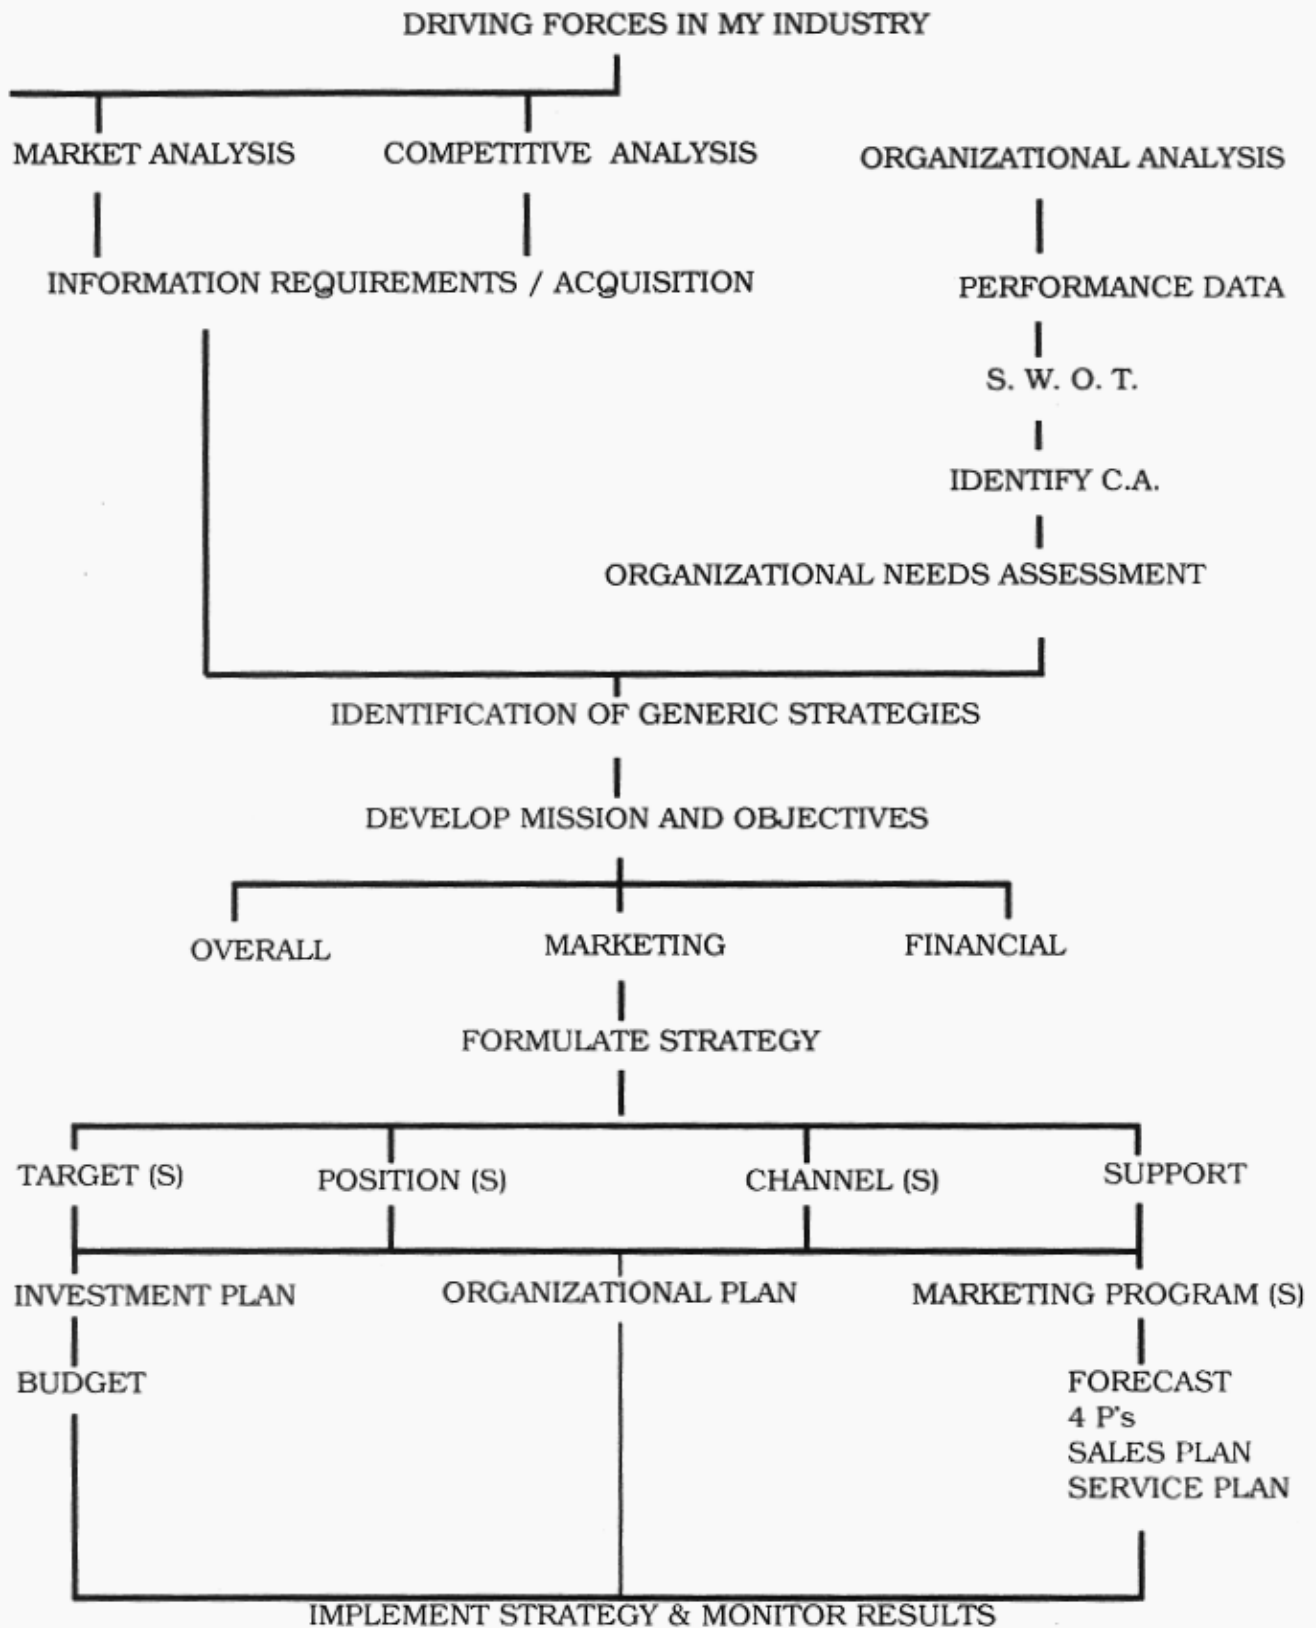 DRIVING FORCES IN MY INDUSTRY
MARKET ANALYSIS
COMPETITIVE ANALYSIS
ORGANIZATIONAL ANALYSIS
INFORMATION REQUIREMENTS / ACQUISITION
PERFORMANCE DATA
S. W. O. T.
IDENTIFY C.A.
ORGANIZATIONAL NEEDS ASSESSMENT
IDENTIFICATION OF GENERIC STRATEGIES
DEVELOP MISSION AND OBJECTIVES
OVERALL
MARKETING
FINANCIAL
FORMULATE STRATEGY
TARGET (S)
POSITION (S)
CHANNEL (S)
SUPPORT
INVESTMENT PLAN
ORGANIZATIONAL PLAN
MARKETING PROGRAM (S)
BUDGET
FORECAST
4 P's
SALES PLAN
SERVICE PLAN
IMPLEMENT STRATEGY & MONITOR RESULTS